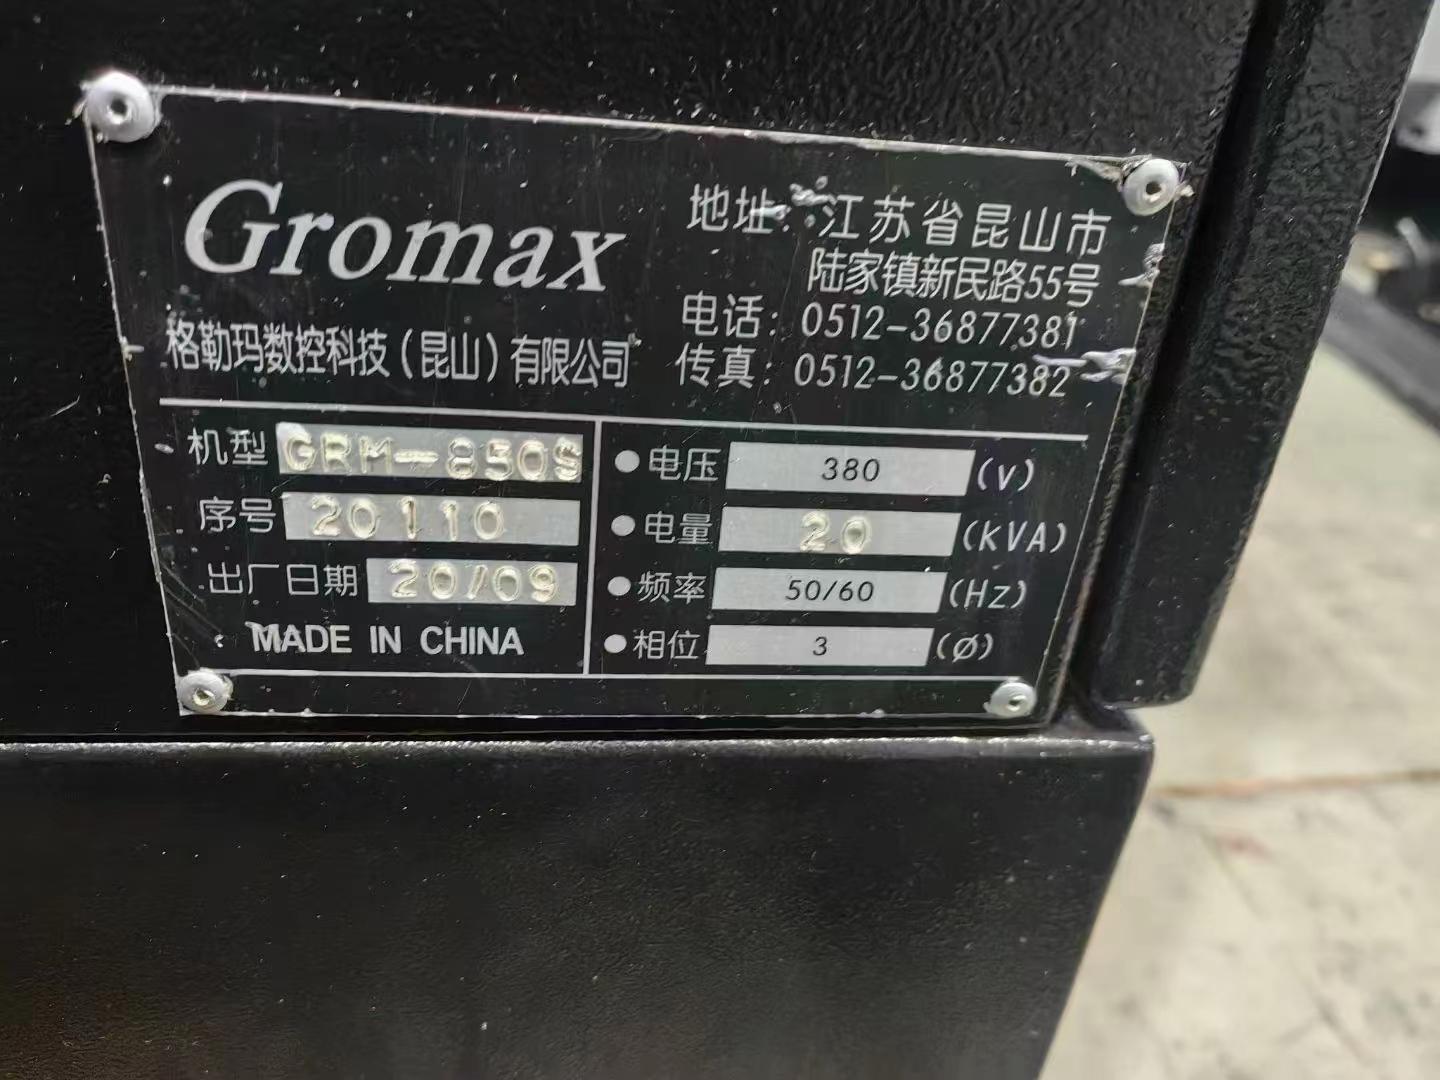 Gromax
格勒玛数控科技（昆山）有限公司
地址：江苏省昆山市
陆家镇新民路55号
电话：0512-36877381
传真：0512-36877382
机型 GRM-850S
序号 20110
出厂日期 20/09
MADE IN CHINA
●电压 380 (V)
●电量 20 (KVA)
●频率 50/60 (HZ)
●相位 3 (Ø)